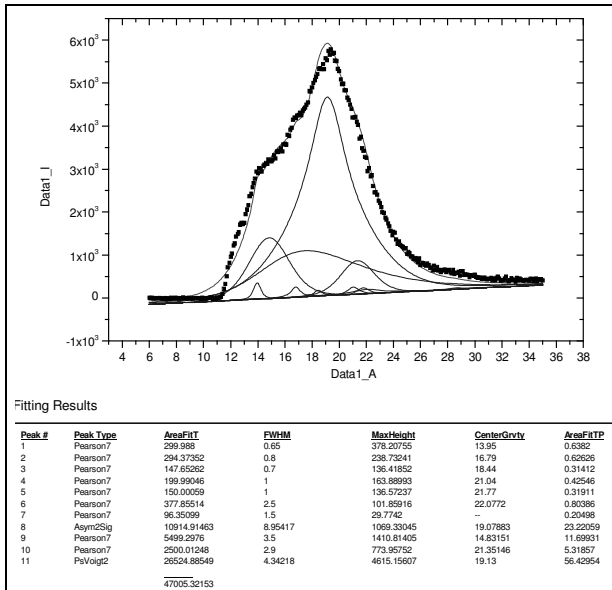 6x10³
5x10³
4x10³
3x10³
2x10³
1x10³
0
-1x10³
Data1_I
4 6 8 10 12 14 16 18 20 22 24 26 28 30 32 34 36 38
Data1_A
Fitting Results
Peak # Peak Type AreaFitT FWHM MaxHeight CenterGrvty AreaFitTP
1 Pearson7 299.988 0.65 378.20755 13.95 0.6382
2 Pearson7 294.37352 0.8 238.73241 16.79 0.62626
3 Pearson7 147.65262 0.7 136.41852 18.44 0.31412
4 Pearson7 199.99046 1 163.88993 21.04 0.42546
5 Pearson7 150.00059 1 136.57237 21.77 0.31911
6 Pearson7 377.85514 2.5 101.85916 22.0772 0.80386
7 Pearson7 96.35099 1.5 29.7742 -- 0.20498
8 Asym2Sig 10914.91463 8.95417 1069.33045 19.07883 23.22059
9 Pearson7 5499.2976 3.5 1410.81405 14.83151 11.69931
10 Pearson7 2500.01248 2.9 773.95752 21.35146 5.31857
11 PsVoigt2 26524.88549 4.34218 4615.15607 19.13 56.42954
47005.32153